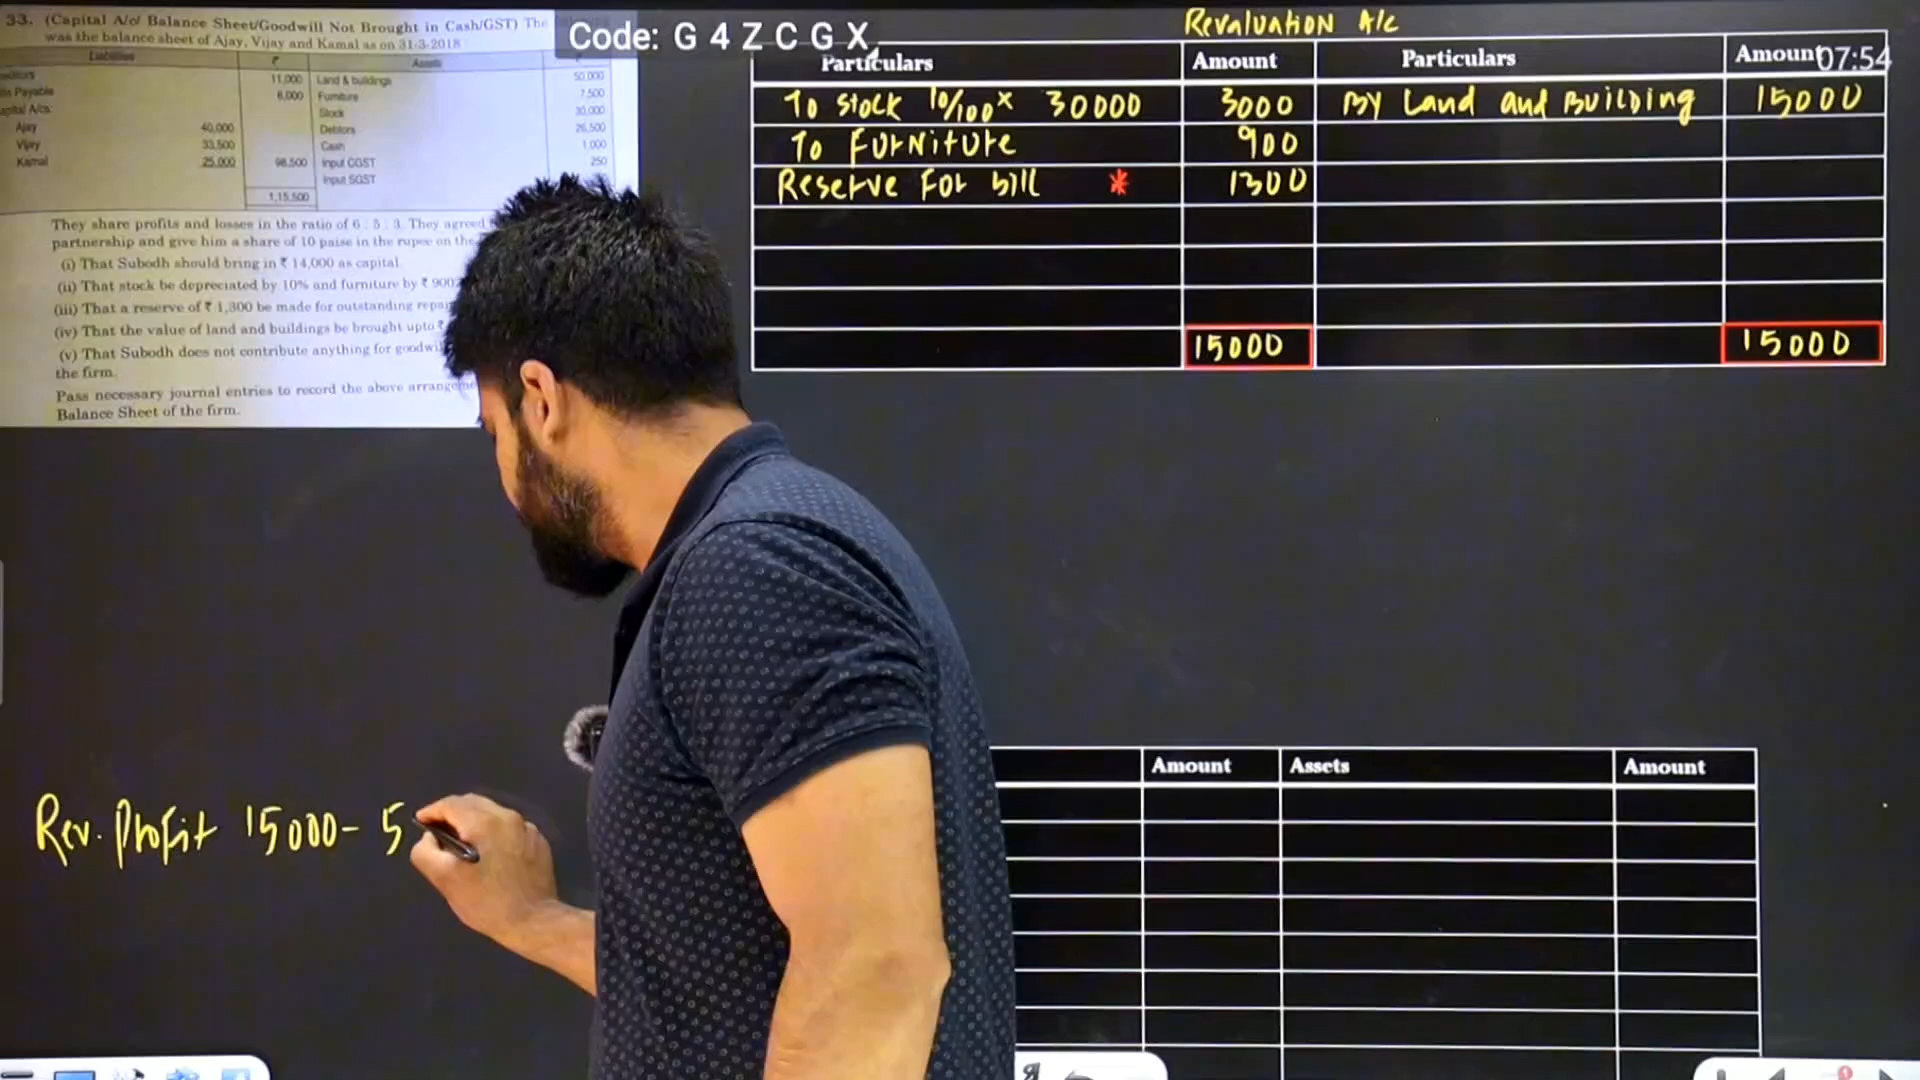 33. (Capital A/c/ Balance Sheet/Goodwill Not Brought in Cash/GST) The
was the balance sheet of Ajay, Vijay and Kamal as on 31-3-2018
Code: G 4 Z C G X
Revaluation A/c
07:54
Liabilities ₹ Assets
11,000 Land & buildings 50,000
Payable 6,000 Furniture 7,500
A/cs: Stock 30,000
Ajay 40,000 Debtors 26,500
Vijay 33,500 Cash 1,000
Kamal 25,000 98,500 Input CGST 250
Input SGST
1,15,500
They share profits and losses in the ratio of 6 : 5 : 3. They agreed
partnership and give him a share of 10 paise in the rupee on the
(i) That Subodh should bring in ₹ 14,000 as capital.
(ii) That stock be depreciated by 10% and furniture by ₹ 900
(iii) That a reserve of ₹ 1,300 be made for outstanding
(iv) That the value of land and buildings be brought upto ₹
(v) That Subodh does not contribute anything for
the firm.
Pass necessary journal entries to record the above
Balance Sheet of the firm.
Particulars Amount Particulars Amount
To Stock 10/100 × 30000 3000 By Land and Building 15000
To Furniture 900
Reserve For bill * 1300
15000 15000
Rev. Profit 15000 - 5
Amount Assets Amount